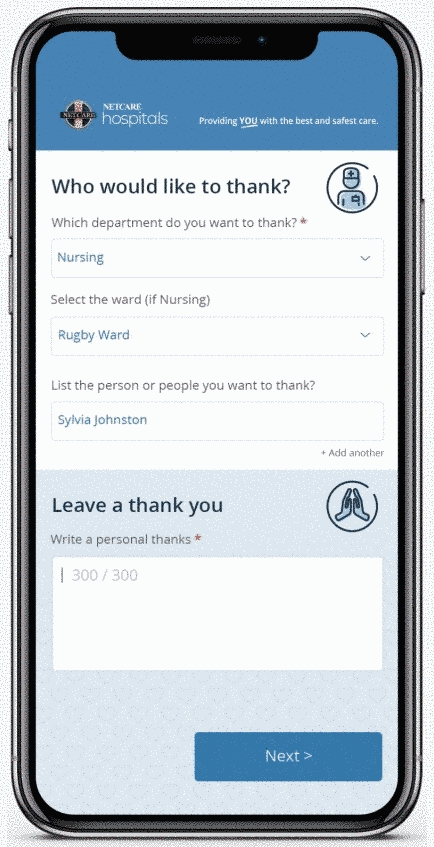 NETCARE
NETCARE
hospitals
Providing YOU with the best and safest care.
Who would like to thank?
Which department do you want to thank? *
Nursing
Select the ward (if Nursing)
Rugby Ward
List the person or people you want to thank?
Sylvia Johnston
+ Add another
Leave a thank you
Write a personal thanks *
300 / 300
Next >